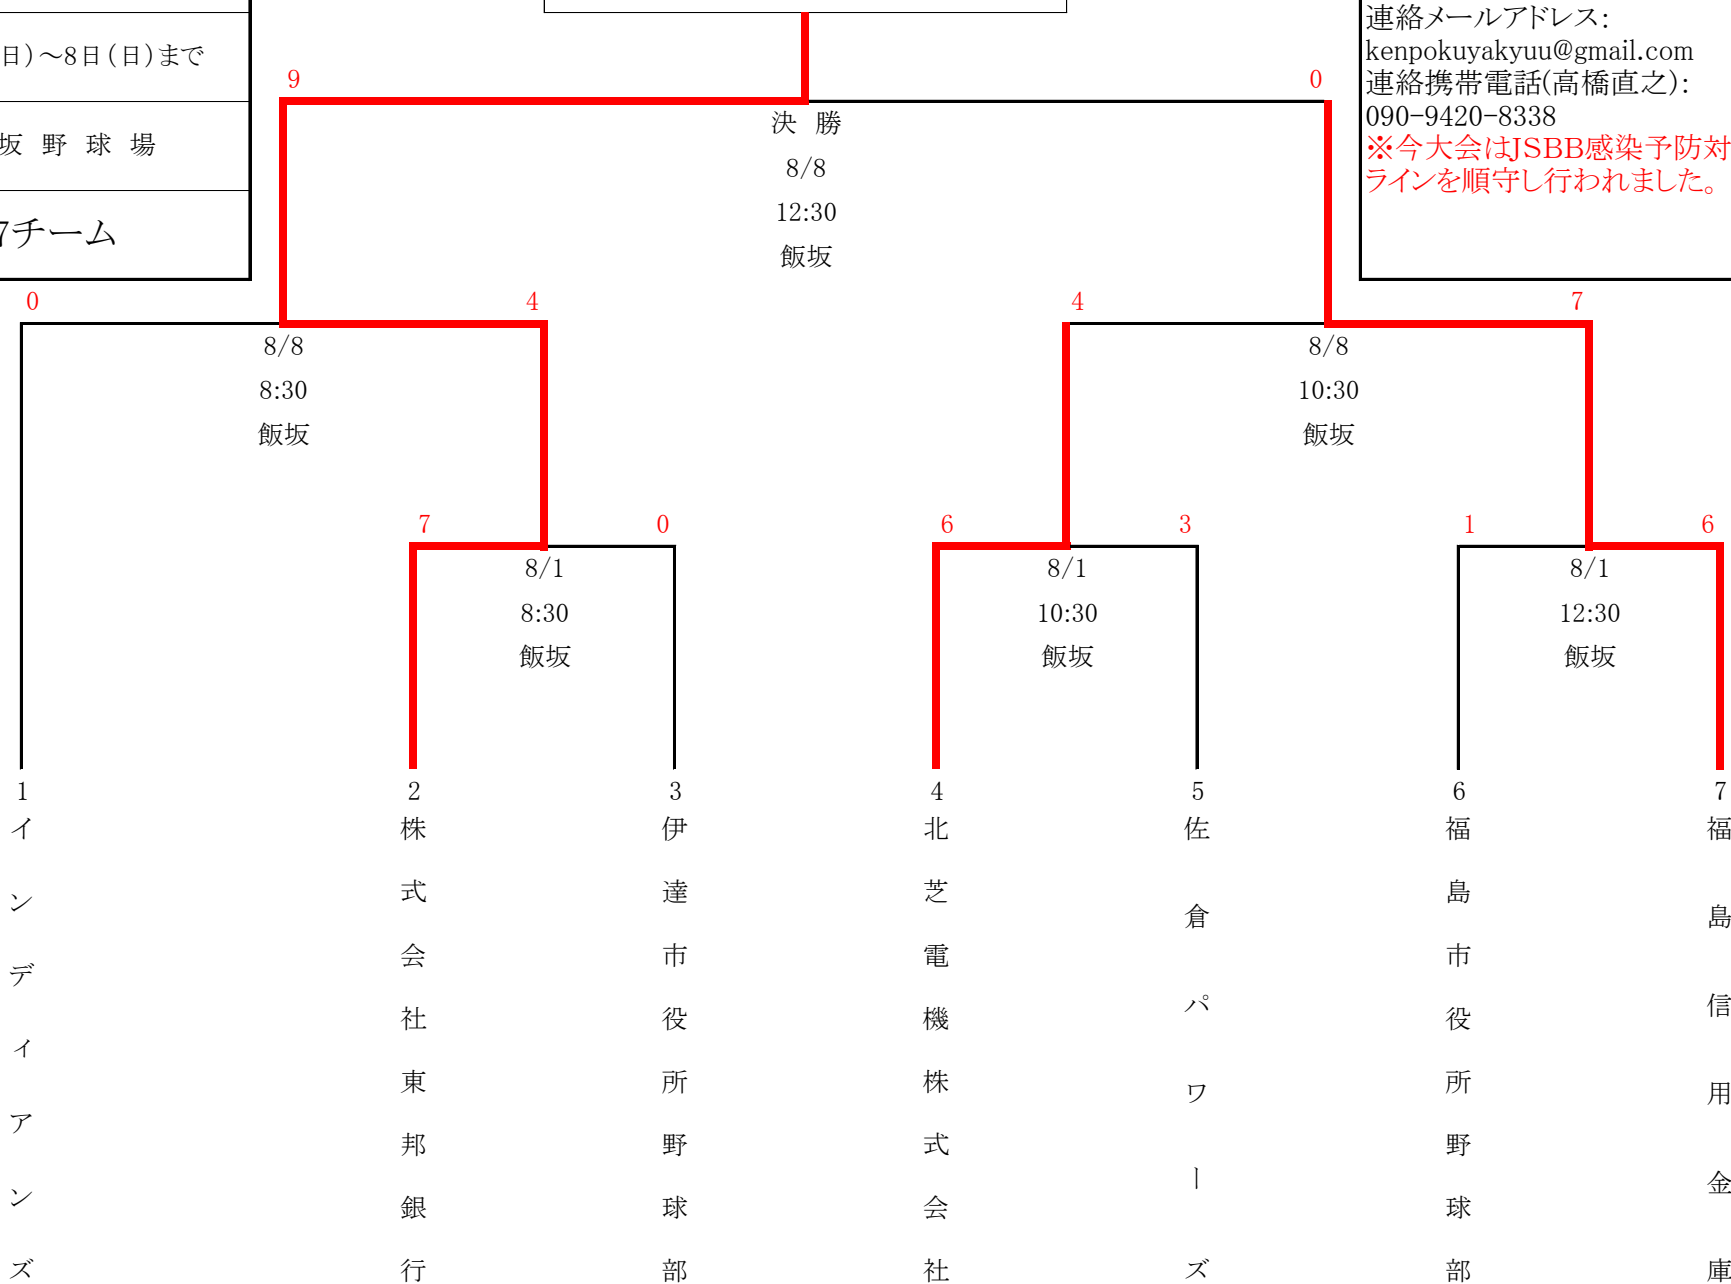 日)～8日(日)まで
坂 野 球 場
7チーム
連絡メールアドレス：
kenpokuyakyuu@gmail.com
連絡携帯電話(高橋直之)：
090-9420-8338
※今大会はJSBB感染予防対
ラインを順守し行われました。
9
0
決 勝
8/8
12:30
飯坂
0
4
4
7
8/8
8:30
飯坂
8/8
10:30
飯坂
7
0
6
3
1
6
8/1
8:30
飯坂
8/1
10:30
飯坂
8/1
12:30
飯坂
1
インディアンズ
2
株式会社東邦銀行
3
伊達市役所野球部
4
北芝電機株式会社
5
佐倉パワーズ
6
福島市役所野球部
7
福島信用金庫